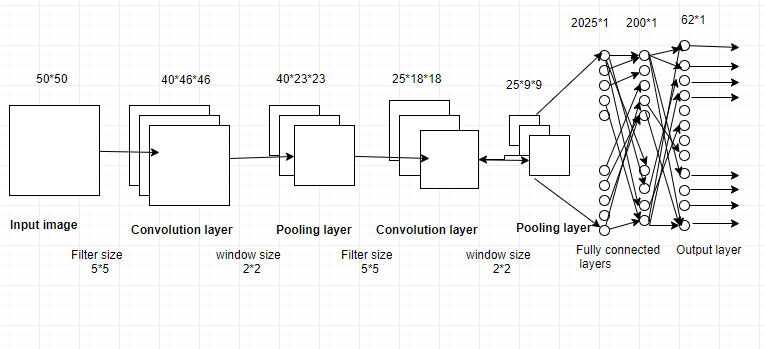 2025*1
200*1
62*1
50*50
40*46*46
40*23*23
25*18*18
25*9*9
Input image
Convolution layer
Pooling layer
Convolution layer
Pooling layer
Fully connected
layers
Output layer
Filter size
5*5
window size
2*2
Filter size
5*5
window size
2*2